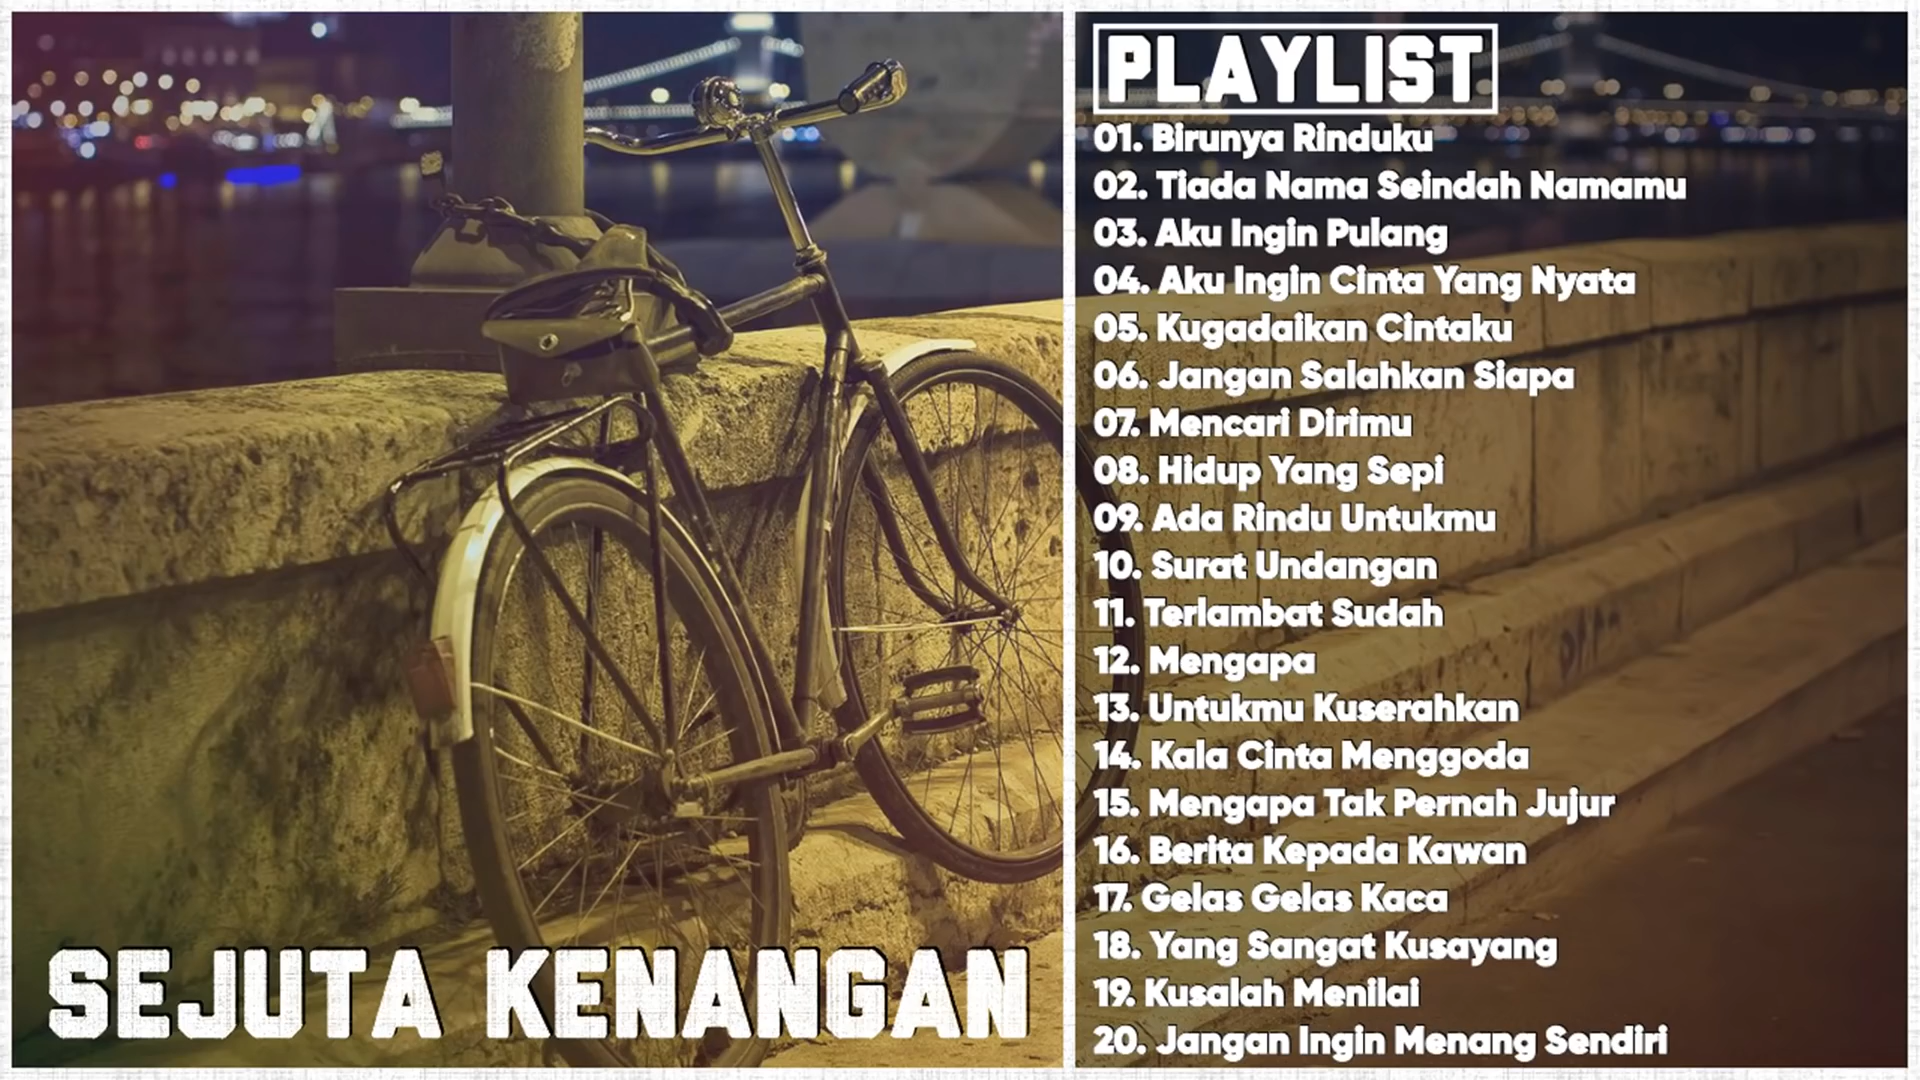 SEJUTA KENANGAN
PLAYLIST
01. Birunya Rinduku
02. Tiada Nama Seindah Namamu
03. Aku Ingin Pulang
04. Aku Ingin Cinta Yang Nyata
05. Kugadaikan Cintaku
06. Jangan Salahkan Siapa
07. Mencari Dirimu
08. Hidup Yang Sepi
09. Ada Rindu Untukmu
10. Surat Undangan
11. Terlambat Sudah
12. Mengapa
13. Untukmu Kuserahkan
14. Kala Cinta Menggoda
15. Mengapa Tak Pernah Jujur
16. Berita Kepada Kawan
17. Gelas Gelas Kaca
18. Yang Sangat Kusayang
19. Kusalah Menilai
20. Jangan Ingin Menang Sendiri